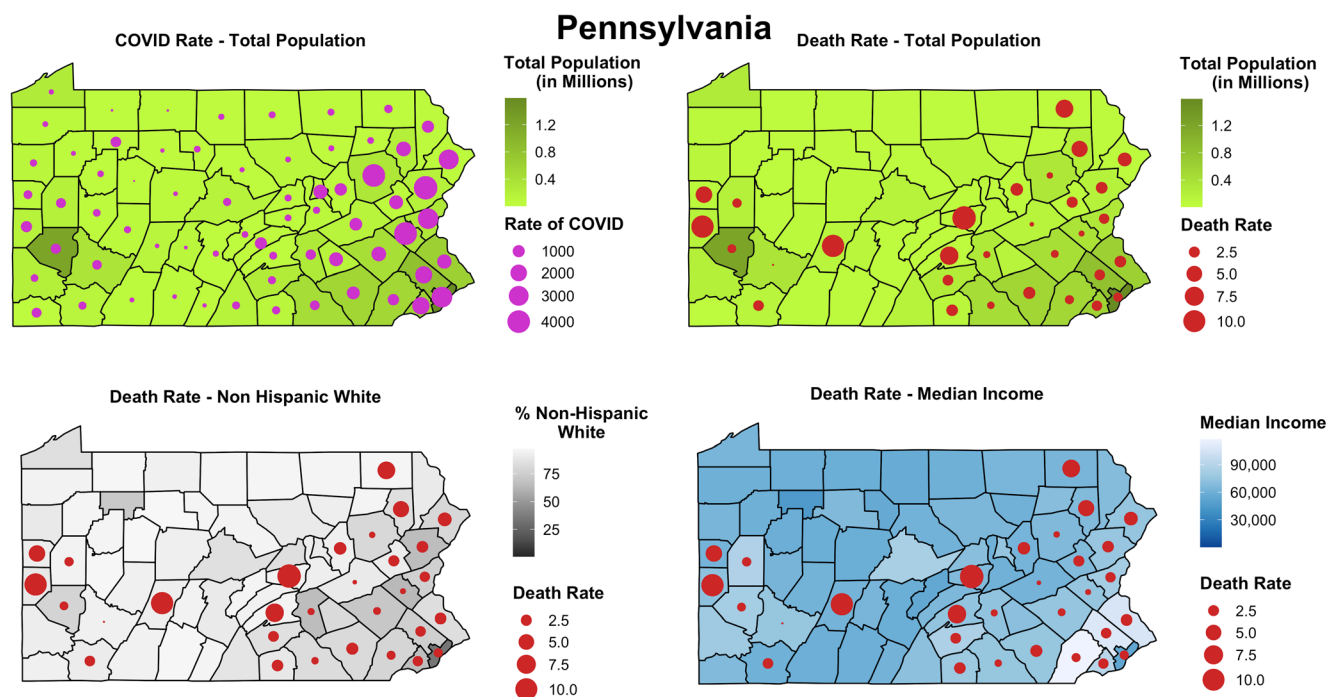 Pennsylvania
COVID Rate - Total Population
Total Population
(in Millions)
1.2
0.8
0.4
Rate of COVID
1000
2000
3000
4000
Death Rate - Total Population
Total Population
(in Millions)
1.2
0.8
0.4
Death Rate
2.5
5.0
7.5
10.0
Death Rate - Non Hispanic White
% Non-Hispanic
White
75
50
25
Death Rate
2.5
5.0
7.5
10.0
Death Rate - Median Income
Median Income
90,000
60,000
30,000
Death Rate
2.5
5.0
7.5
10.0